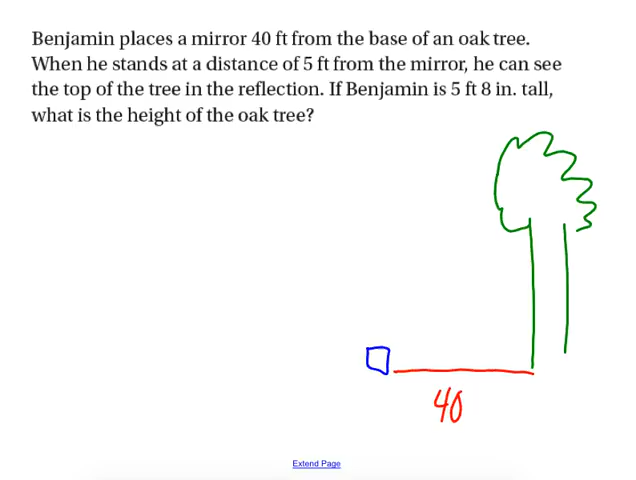 Benjamin places a mirror 40 ft from the base of an oak tree.
When he stands at a distance of 5 ft from the mirror, he can see
the top of the tree in the reflection. If Benjamin is 5 ft 8 in. tall,
what is the height of the oak tree?
40
Extend Page